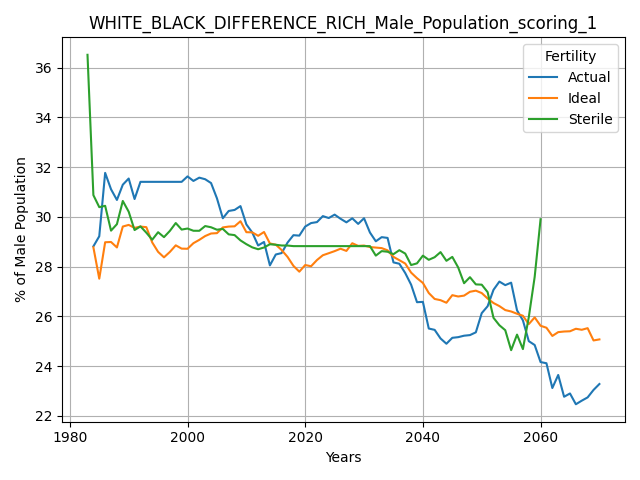 WHITE_BLACK_DIFFERENCE_RICH_Male_Population_scoring_1
% of Male Population
36
34
32
30
28
26
24
22
1980
2000
2020
2040
2060
Years
Fertility
Actual
Ideal
Sterile